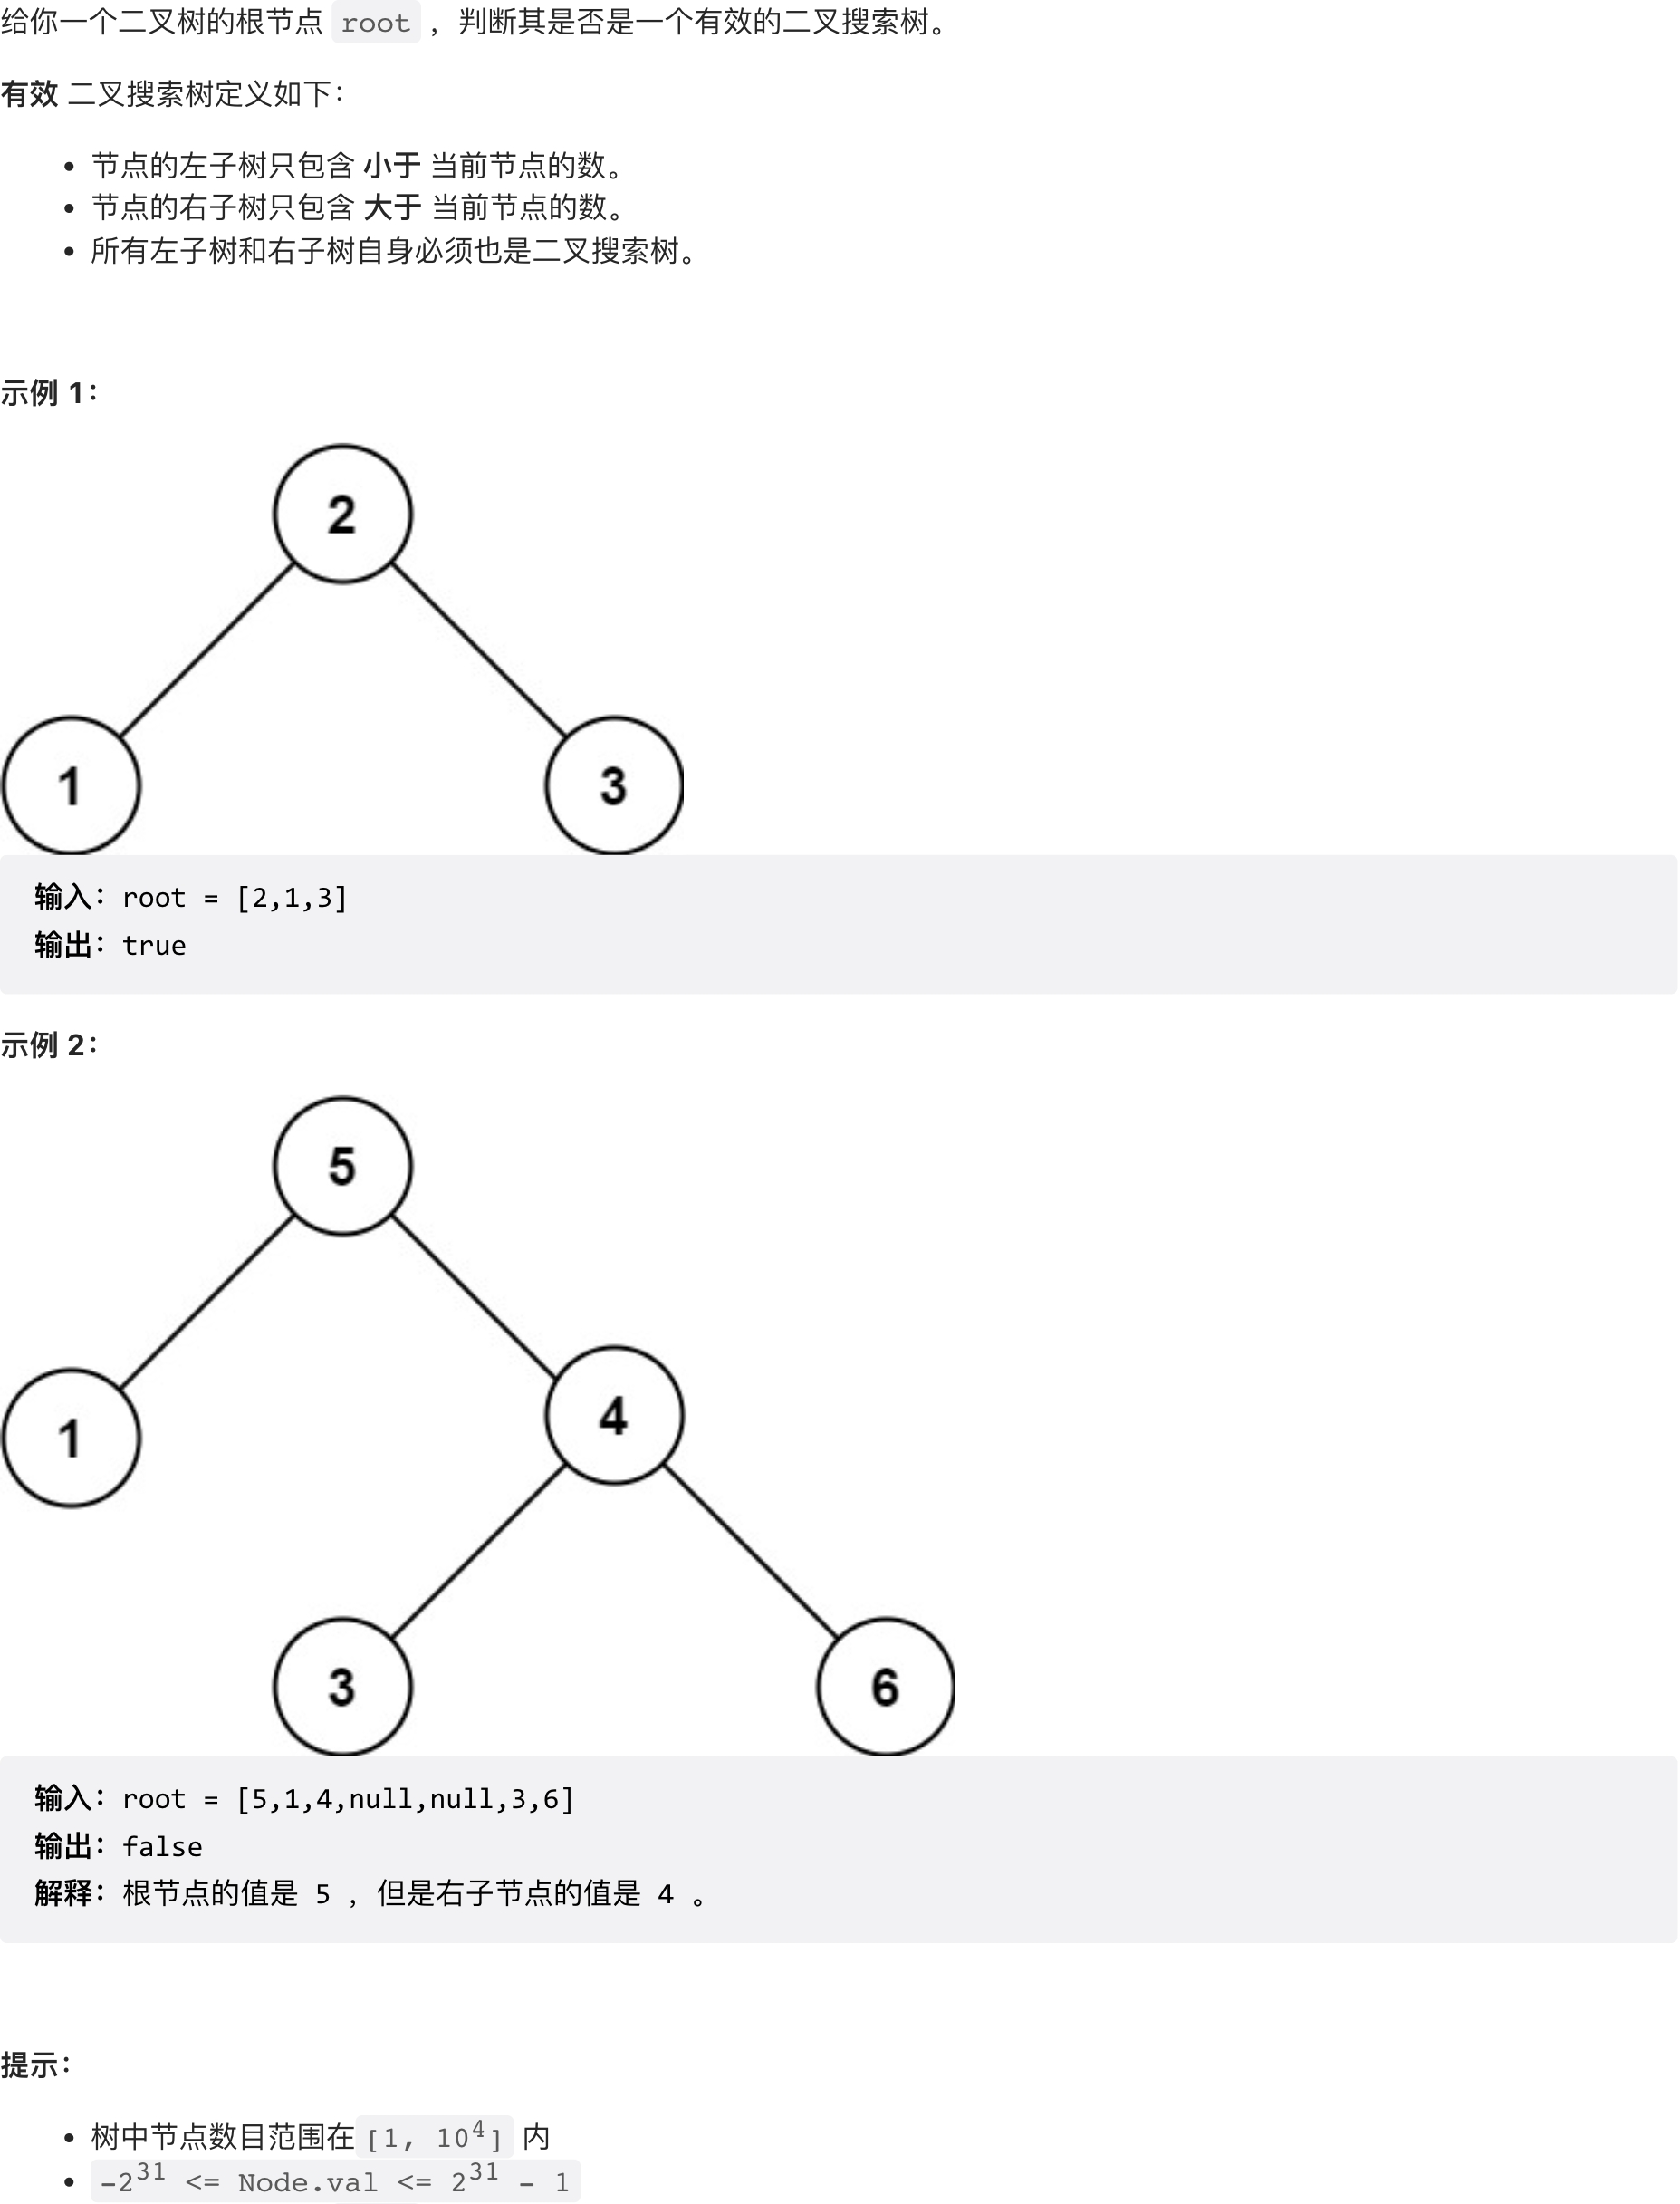 给你一个二叉树的根节点 root ，判断其是否是一个有效的二叉搜索树。
有效 二叉搜索树定义如下：
• 节点的左子树只包含 小于 当前节点的数。
• 节点的右子树只包含 大于 当前节点的数。
• 所有左子树和右子树自身必须也是二叉搜索树。
示例 1：
2
1 3
输入：root = [2,1,3]
输出：true
示例 2：
5
4
1
3 6
输入：root = [5,1,4,null,null,3,6]
输出：false
解释：根节点的值是 5 ，但是右子节点的值是 4 。
提示：
• 树中节点数目范围在[1, 10⁴] 内
• -2³¹ <= Node.val <= 2³¹ - 1